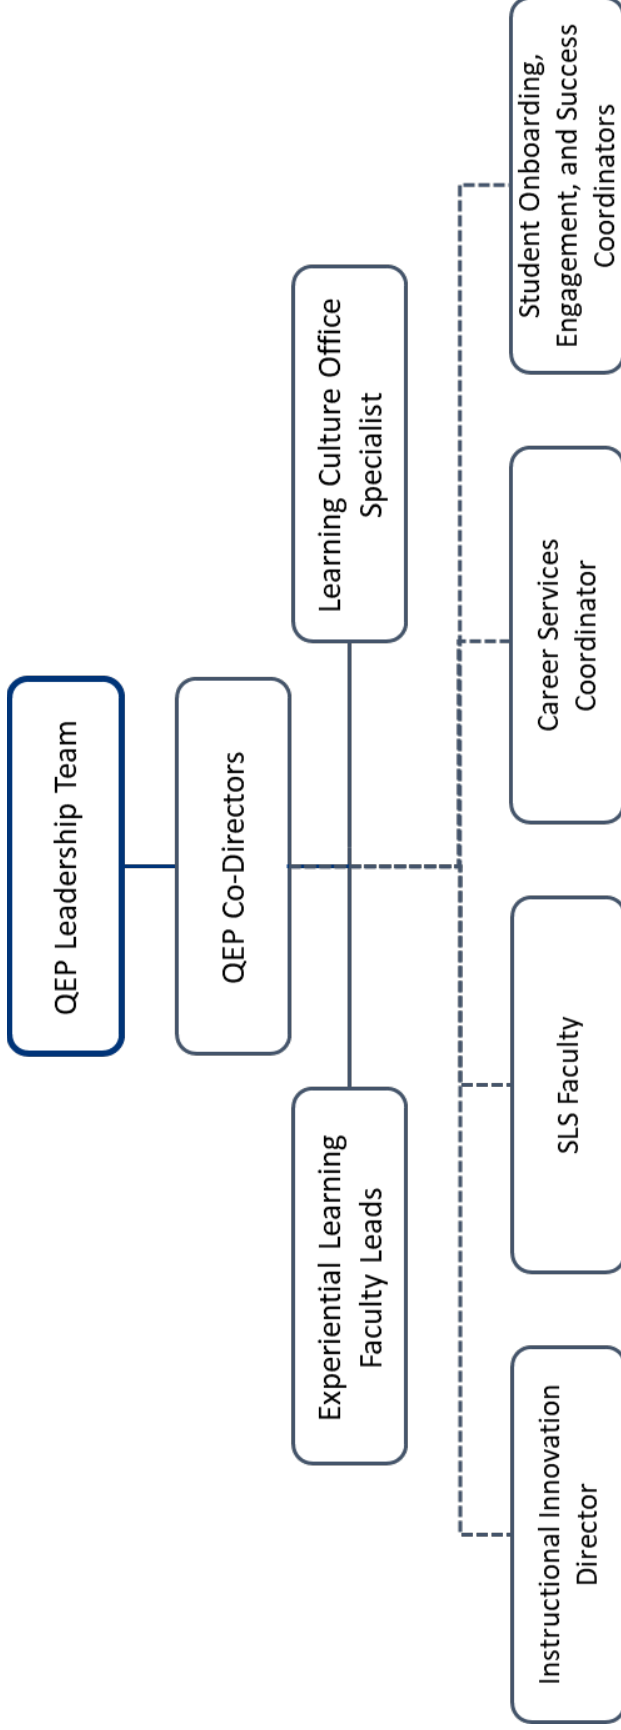 QEP Leadership Team
QEP Co-Directors
Experiential Learning
Faculty Leads
Learning Culture Office
Specialist
Instructional Innovation
Director
SLS Faculty
Career Services
Coordinator
Student Onboarding,
Engagement, and Success
Coordinators